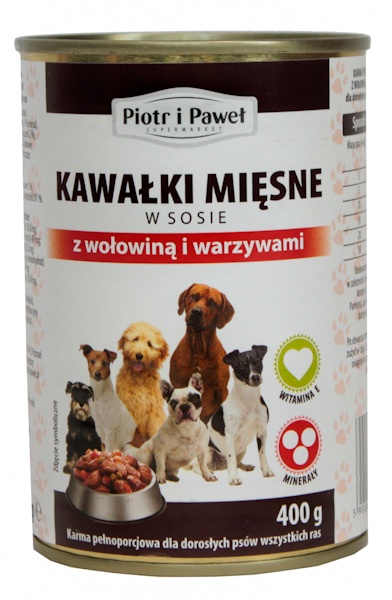 Piotr i Paweł
SUPERMARKET
KAWAŁKI MIĘSNE
W SOSIE
z wołowiną i warzywami
WITAMINA E
MINERAŁY
Zdjęcie symboliczne
400 g
Karma pełnoporcjowa dla dorosłych psów wszystkich ras